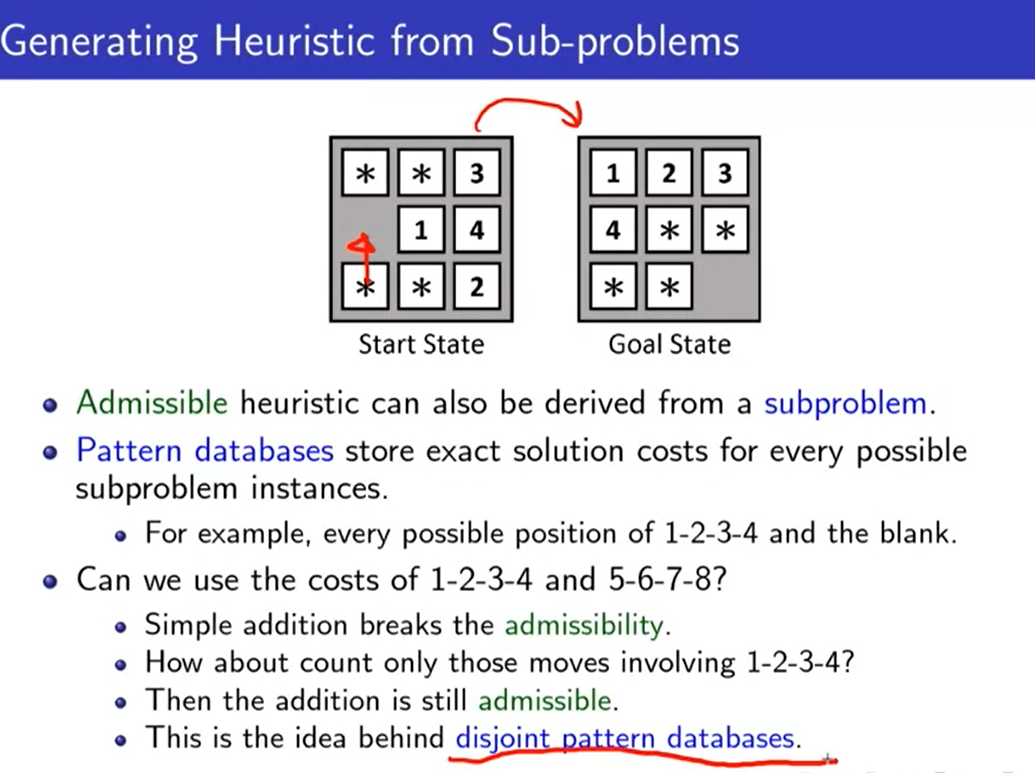 Generating Heuristic from Sub-problems
* * 3
1 4
* * 2
Start State
1 2 3
4 * *
* *
Goal State
Admissible heuristic can also be derived from a subproblem.
Pattern databases store exact solution costs for every possible
subproblem instances.
For example, every possible position of 1-2-3-4 and the blank.
Can we use the costs of 1-2-3-4 and 5-6-7-8?
Simple addition breaks the admissibility.
How about count only those moves involving 1-2-3-4?
Then the addition is still admissible.
This is the idea behind disjoint pattern databases.